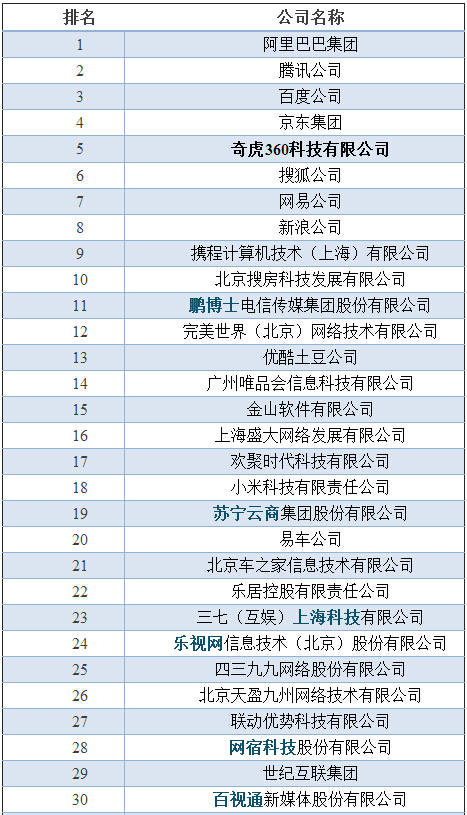 排名 公司名称
1 阿里巴巴集团
2 腾讯公司
3 百度公司
4 京东集团
5 奇虎360科技有限公司
6 搜狐公司
7 网易公司
8 新浪公司
9 携程计算机技术（上海）有限公司
10 北京搜房科技发展有限公司
11 鹏博士电信传媒集团股份有限公司
12 完美世界（北京）网络技术有限公司
13 优酷土豆公司
14 广州唯品会信息科技有限公司
15 金山软件有限公司
16 上海盛大网络发展有限公司
17 欢聚时代科技有限公司
18 小米科技有限责任公司
19 苏宁云商集团股份有限公司
20 易车公司
21 北京车之家信息技术有限公司
22 乐居控股有限责任公司
23 三七（互娱）上海科技有限公司
24 乐视网信息技术（北京）股份有限公司
25 四三九九网络股份有限公司
26 北京天盈九州网络技术有限公司
27 联动优势科技有限公司
28 网宿科技股份有限公司
29 世纪互联集团
30 百视通新媒体股份有限公司